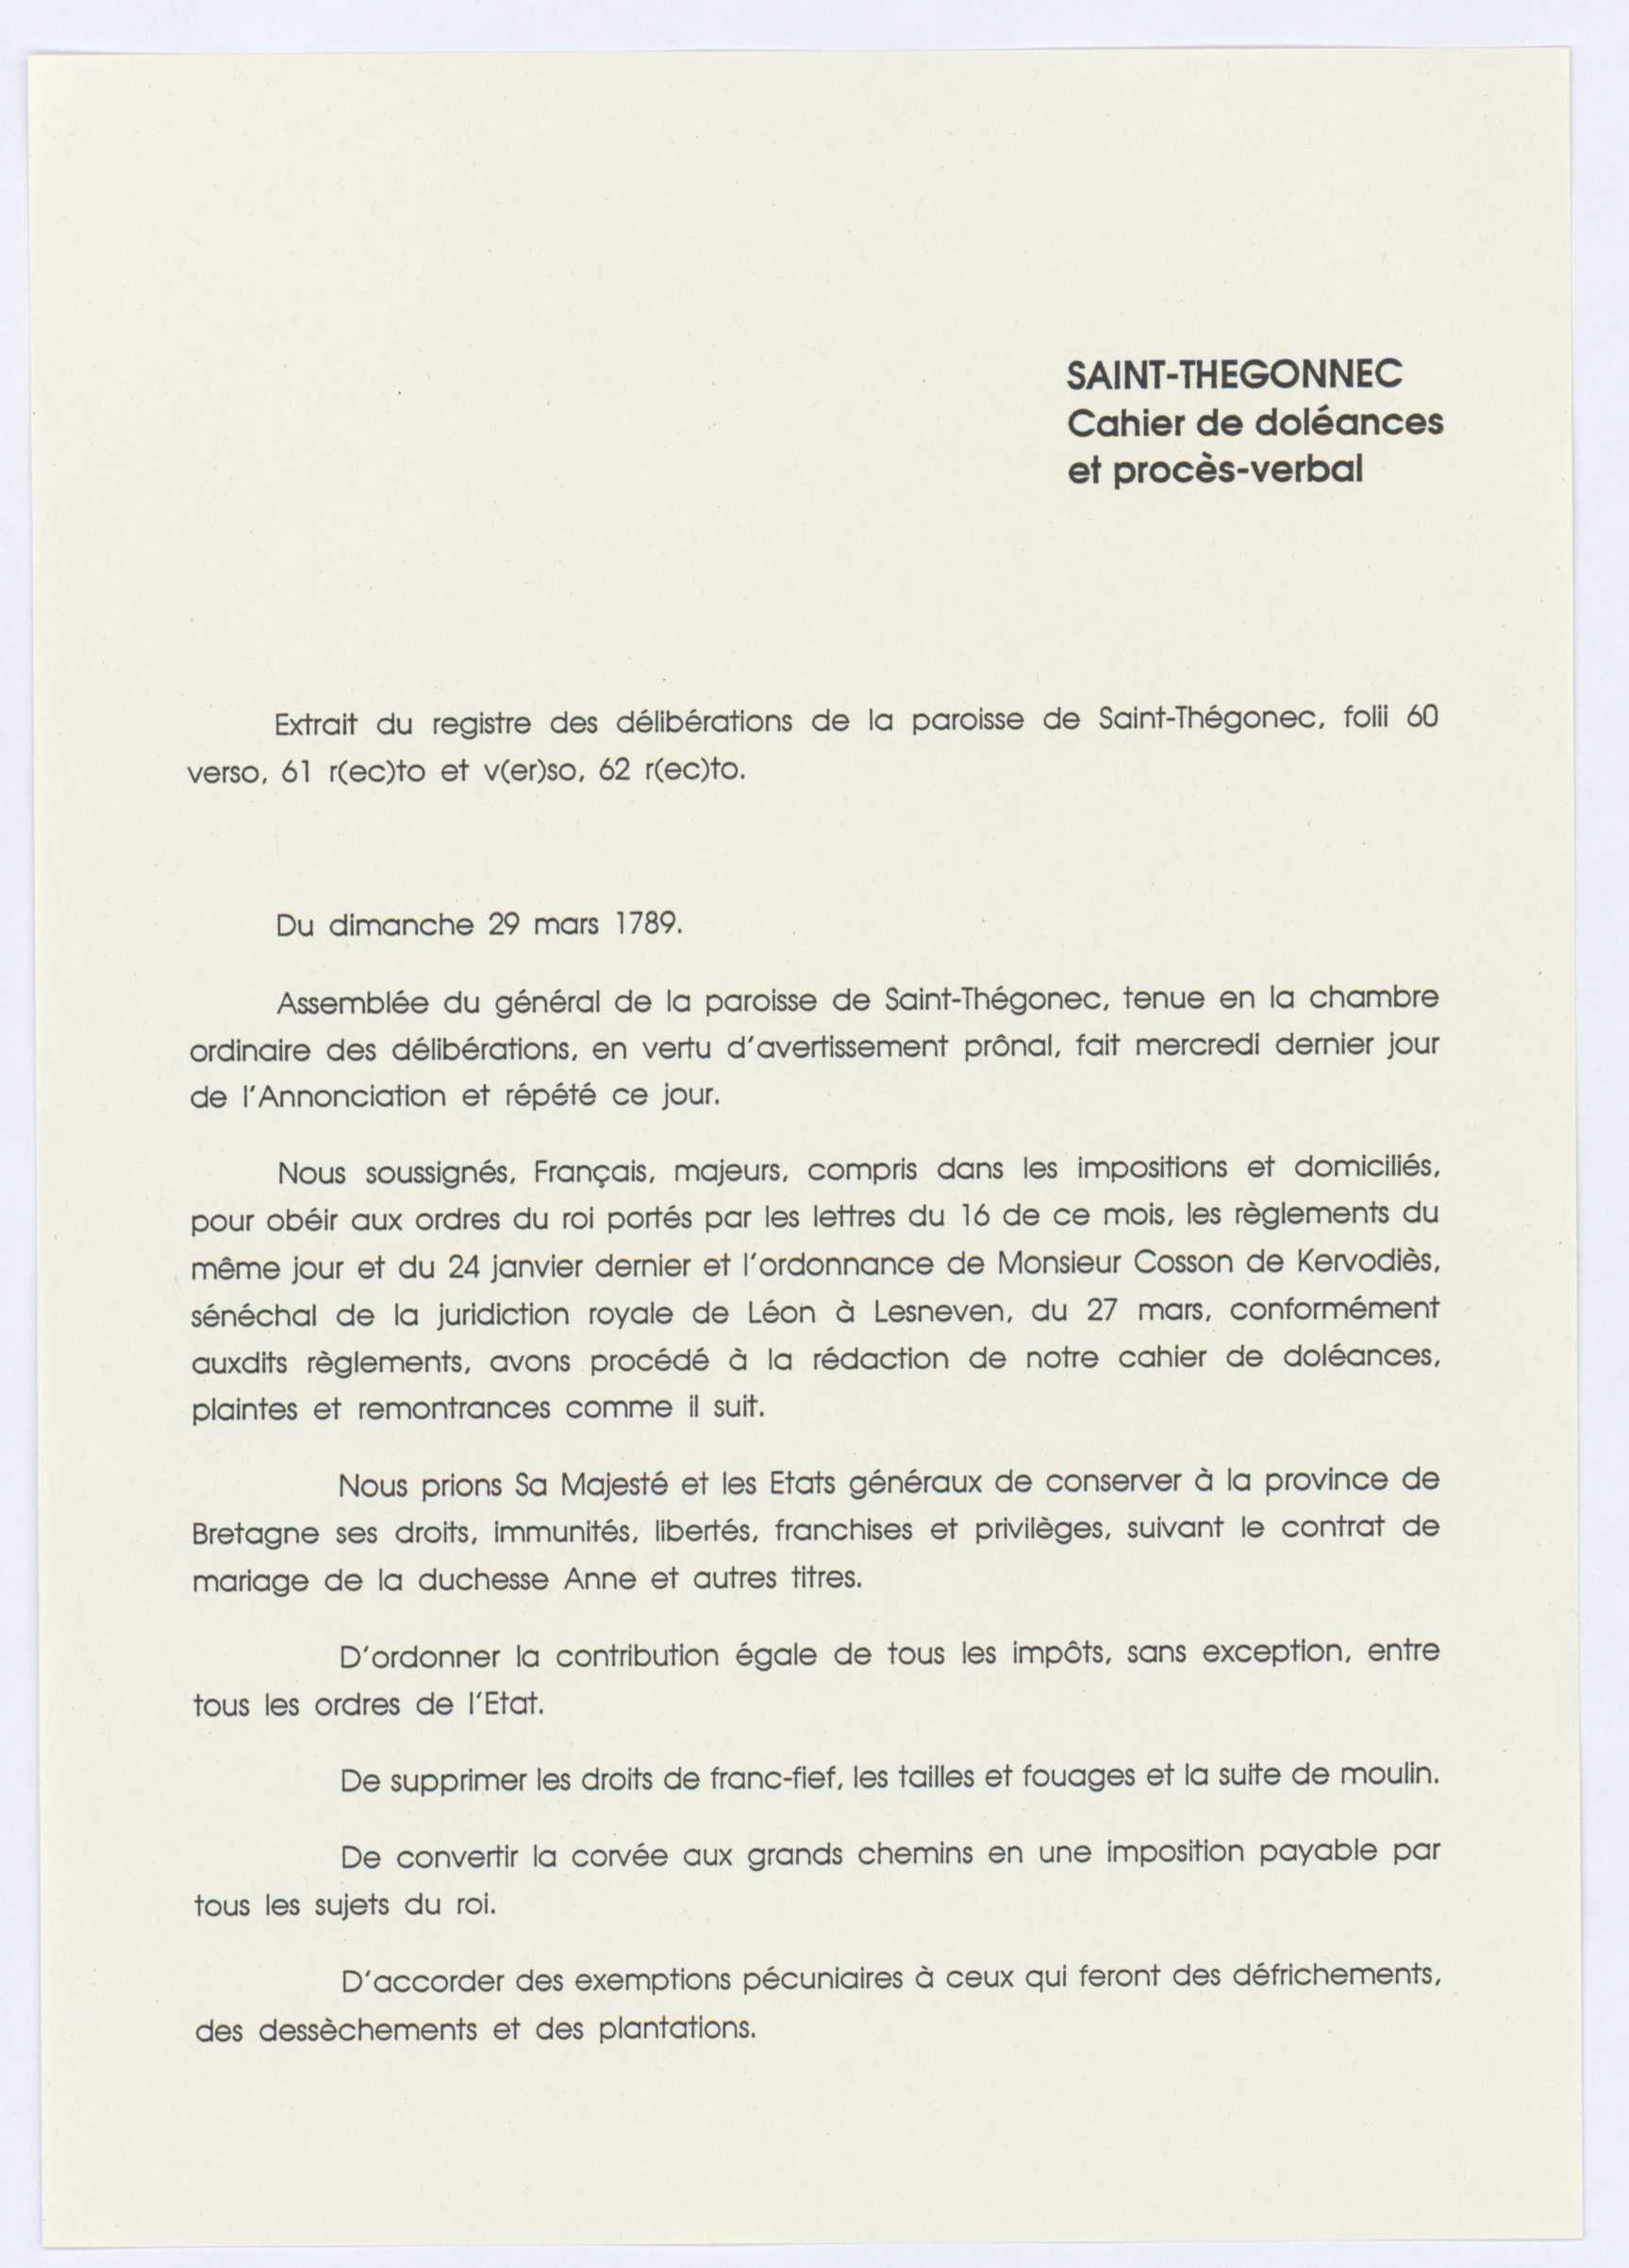 SAINT-THEGONNEC
Cahier de doléances
et procès-verbal
Extrait du registre des délibérations de la paroisse de Saint-Thégonec, folii 60
verso, 61 r(ec)to et v(er)so, 62 r(ec)to.
Du dimanche 29 mars 1789.
Assemblée du général de la paroisse de Saint-Thégonec, tenue en la chambre
ordinaire des délibérations, en vertu d'avertissement prônal, fait mercredi dernier jour
de l'Annonciation et répété ce jour.
Nous soussignés, Français, majeurs, compris dans les impositions et domiciliés,
pour obéir aux ordres du roi portés par les lettres du 16 de ce mois, les règlements du
même jour et du 24 janvier dernier et l'ordonnance de Monsieur Cosson de Kervodiès,
sénéchal de la juridiction royale de Léon à Lesneven, du 27 mars, conformément
auxdits règlements, avons procédé à la rédaction de notre cahier de doléances,
plaintes et remontrances comme il suit.
Nous prions Sa Majesté et les Etats généraux de conserver à la province de
Bretagne ses droits, immunités, libertés, franchises et privilèges, suivant le contrat de
mariage de la duchesse Anne et autres titres.
D'ordonner la contribution égale de tous les impôts, sans exception, entre
tous les ordres de l'Etat.
De supprimer les droits de franc-fief, les tailles et fouages et la suite de moulin.
De convertir la corvée aux grands chemins en une imposition payable par
tous les sujets du roi.
D'accorder des exemptions pécuniaires à ceux qui feront des défrichements,
des dessèchements et des plantations.